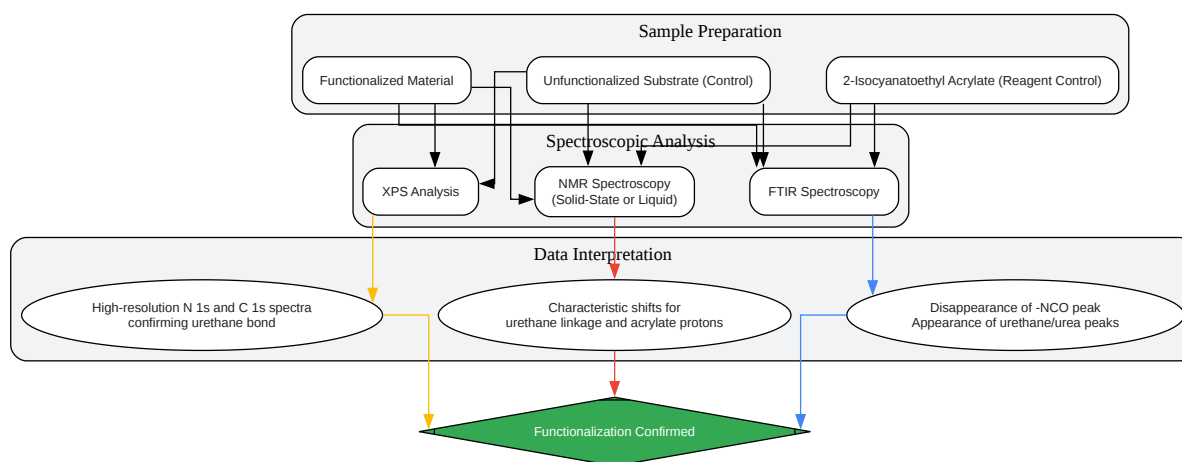 Sample Preparation
Functionalized Material
Unfunctionalized Substrate (Control)
2-Isocyanatoethyl Acrylate (Reagent Control)
Spectroscopic Analysis
XPS Analysis
NMR Spectroscopy
(Solid-State or Liquid)
FTIR Spectroscopy
Data Interpretation
High-resolution N 1s and C 1s spectra
confirming urethane bond
Characteristic shifts for
urethane linkage and acrylate protons
Disappearance of -NCO peak
Appearance of urethane/urea peaks
Functionalization Confirmed